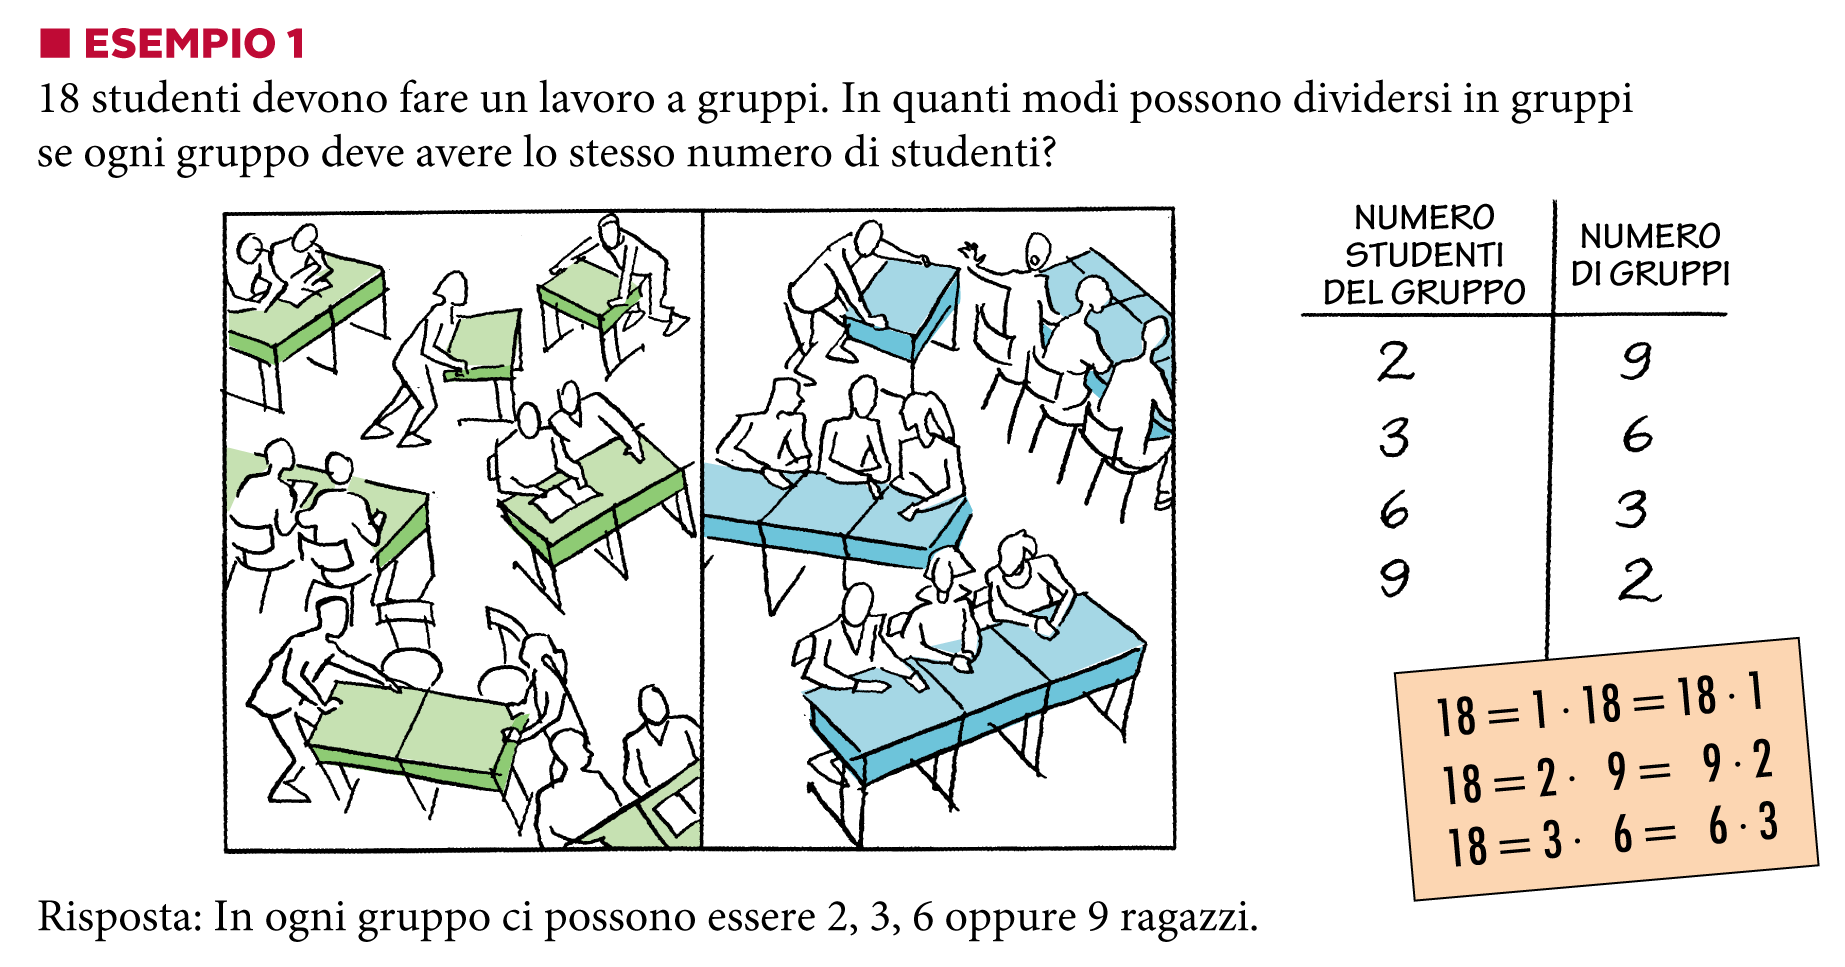 ESEMPIO 1
18 studenti devono fare un lavoro a gruppi. In quanti modi possono dividersi in gruppi
se ogni gruppo deve avere lo stesso numero di studenti?
NUMERO
STUDENTI
DEL GRUPPO
NUMERO
DI GRUPPI
2 9
3 6
6 3
9 2
18 = 1 · 18 = 18 · 1
18 = 2 · 9 = 9 · 2
18 = 3 · 6 = 6 · 3
Risposta: In ogni gruppo ci possono essere 2, 3, 6 oppure 9 ragazzi.